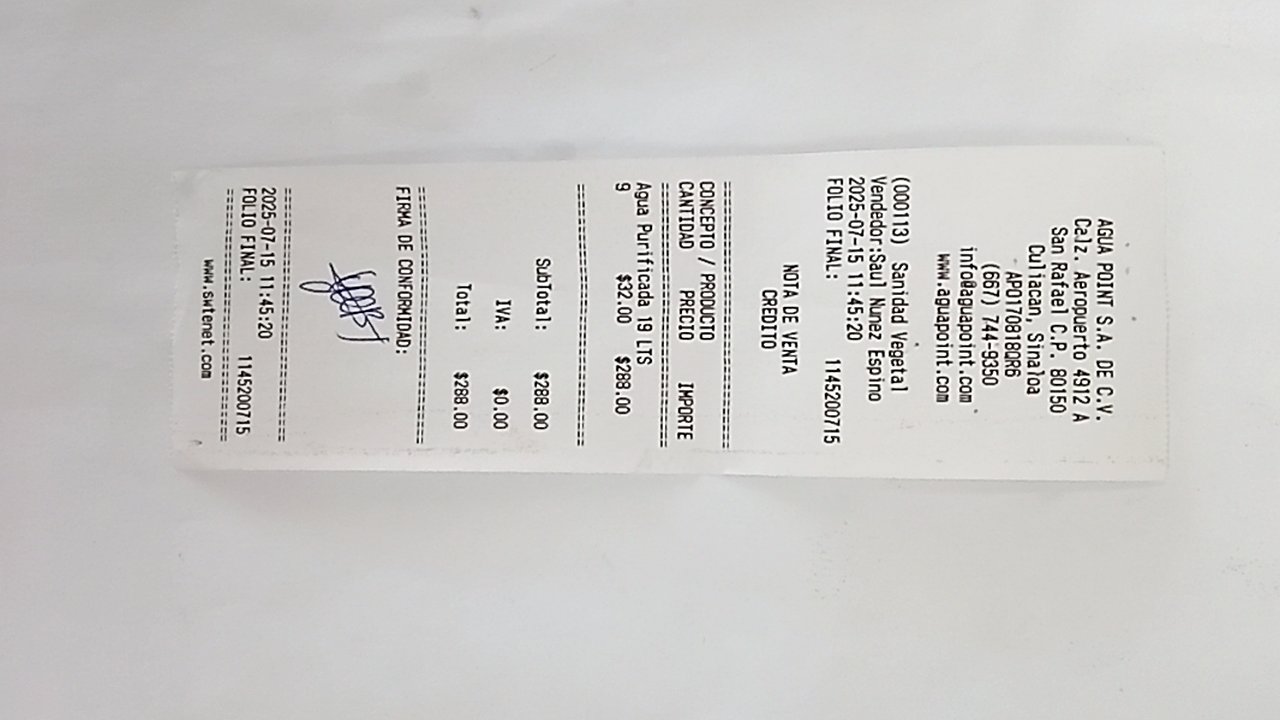 AGUA POINT S.A. DE C.V.
Calz. Aeropuerto 4912 A
San Rafael C.P. 80150
Culiacan, Sinaloa
APO170818QR6
(667) 744-9350
info@aguapoint.com
www.aguapoint.com
(000113) Sanidad Vegetal
Vendedor:Saul Nunez Espino
2025-07-15 11:45:20
FOLIO FINAL: 1145200715
NOTA DE VENTA
CREDITO
CONCEPTO / PRODUCTO
CANTIDAD PRECIO IMPORTE
Agua Purificada 19 LTS
9 $32.00 $288.00
SubTotal: $288.00
IVA: $0.00
Total: $288.00
FIRMA DE CONFORMIDAD:
2025-07-15 11:45:20
FOLIO FINAL: 1145200715
www.swtenet.com